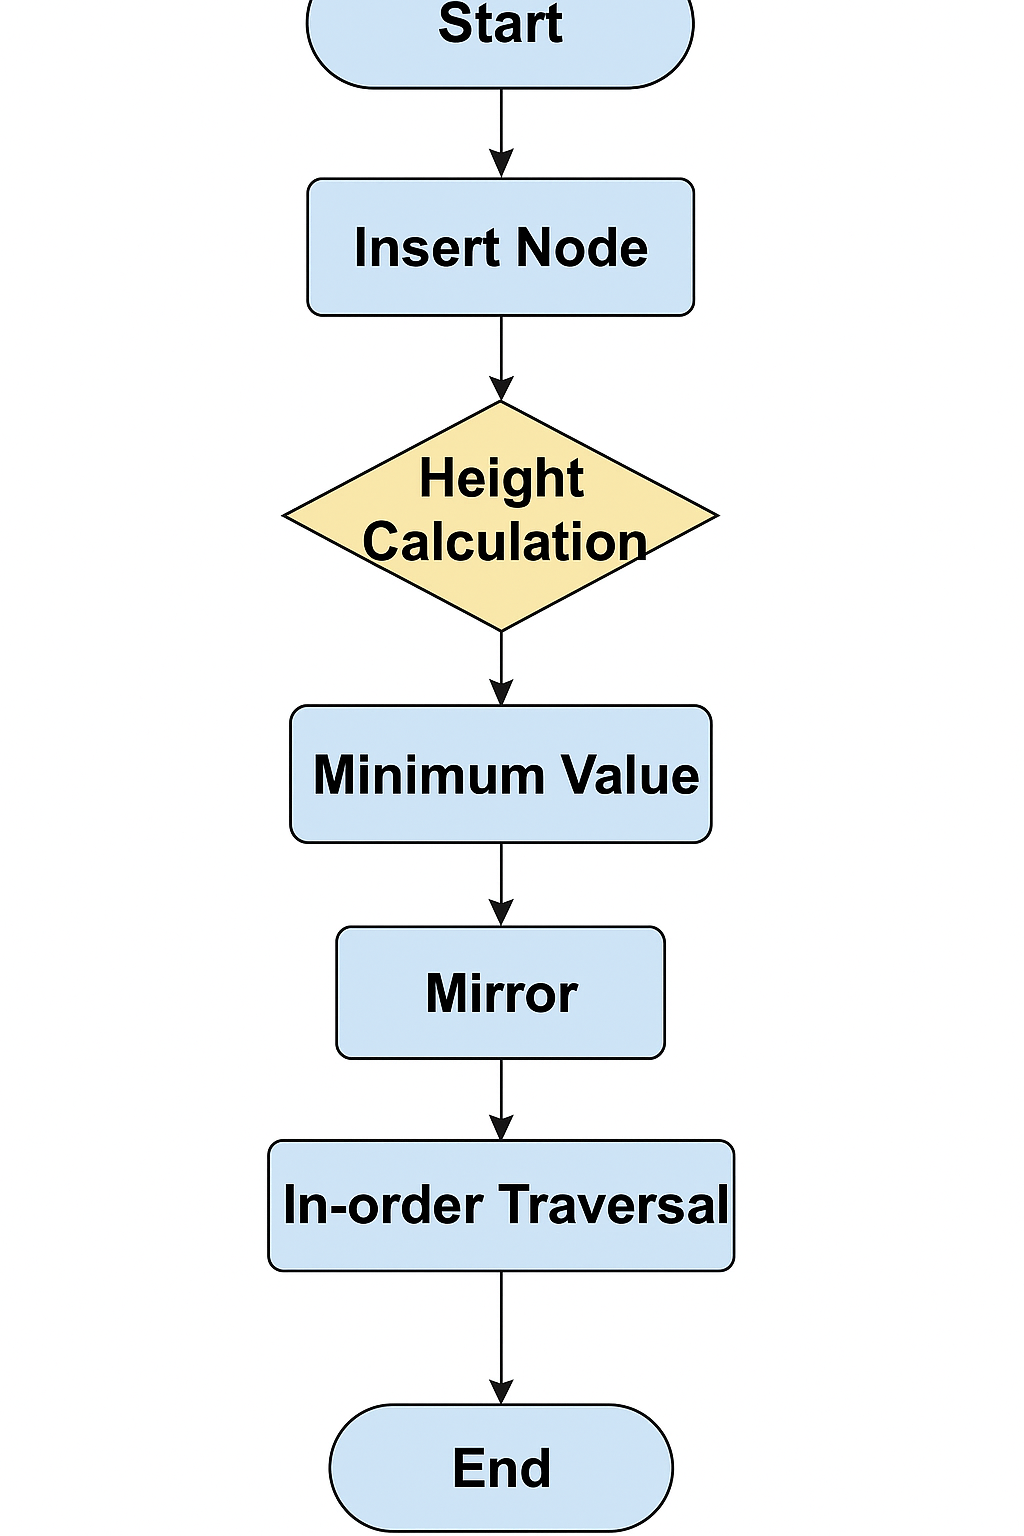 Start
Insert Node
Height
Calculation
Minimum Value
Mirror
In-order Traversal
End